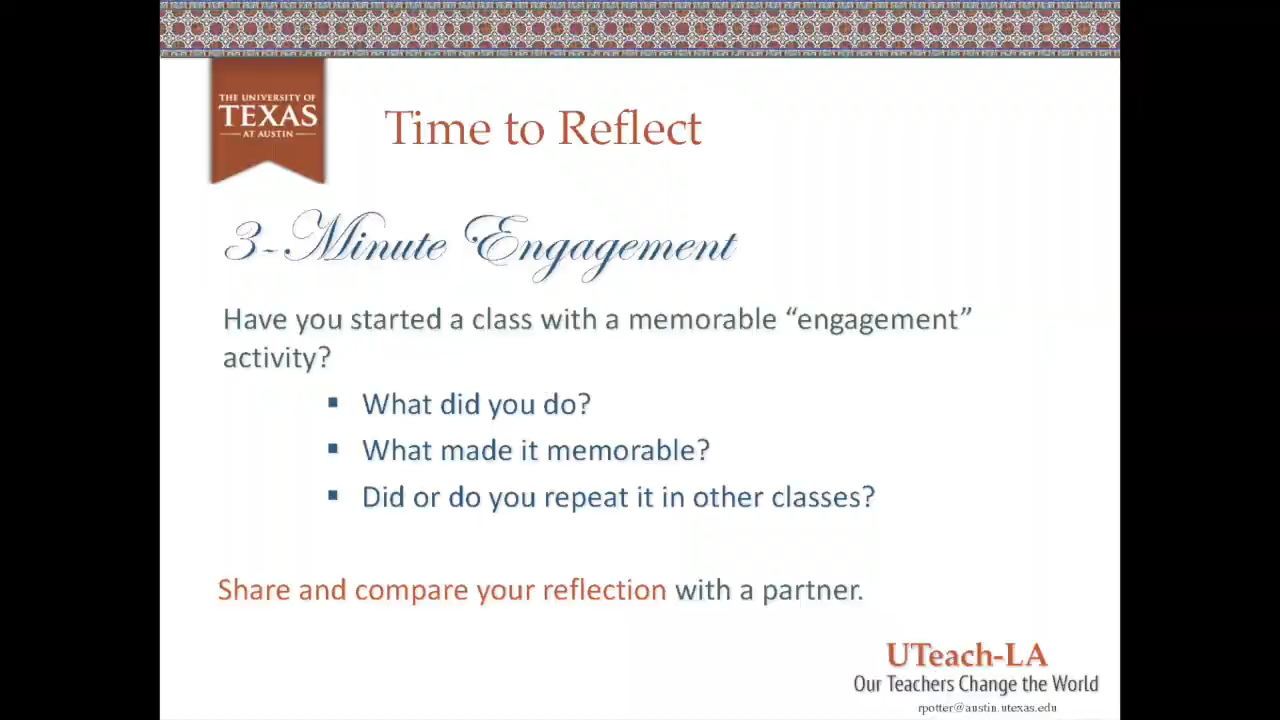 THE UNIVERSITY OF
TEXAS
AT AUSTIN
Time to Reflect
3-Minute Engagement
Have you started a class with a memorable “engagement”
activity?
▪ What did you do?
▪ What made it memorable?
▪ Did or do you repeat it in other classes?
Share and compare your reflection with a partner.
UTeach-LA
Our Teachers Change the World
rpotter@austin.utexas.edu